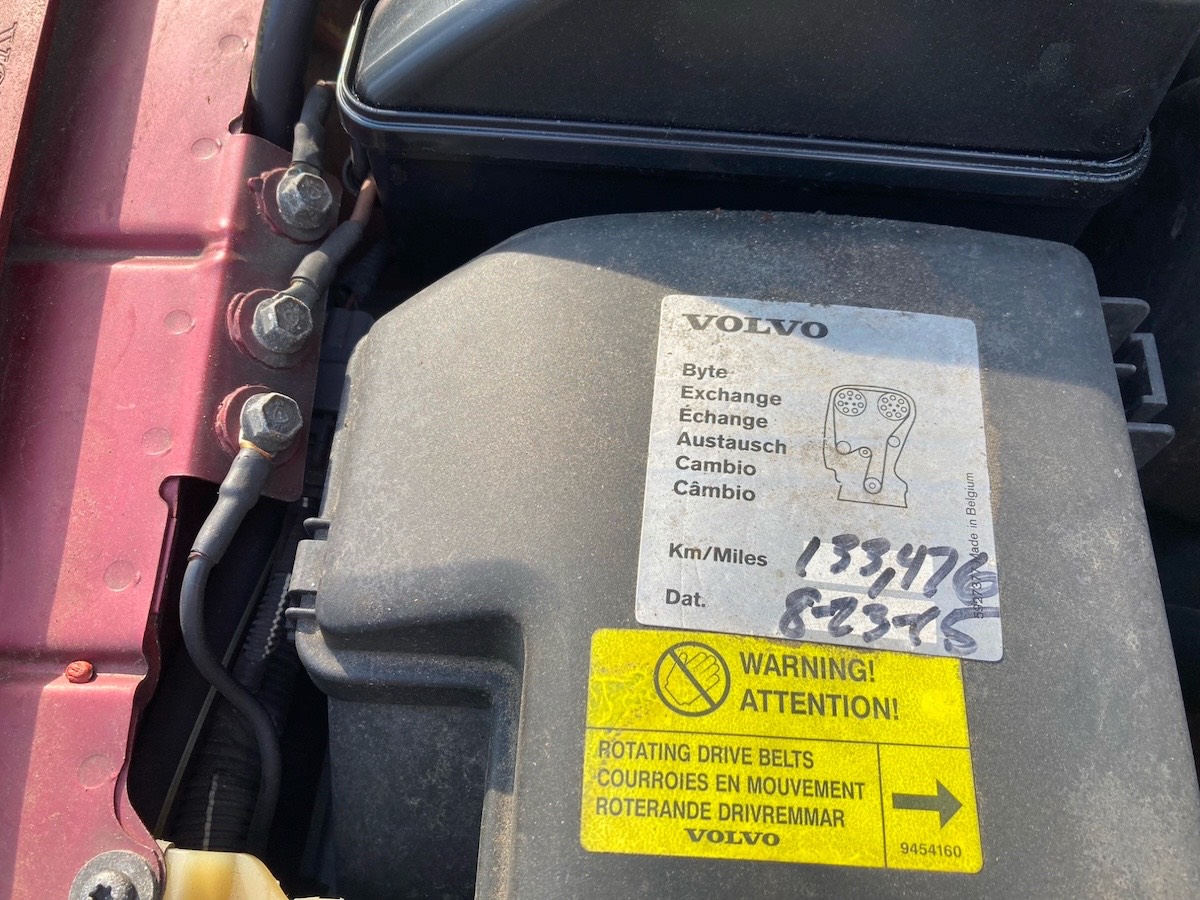 VOLVO
Byte
Exchange
Échange
Austausch
Cambio
Câmbio
Km/Miles 133,476
Dat. 8-23-15
Made in Belgium
WARNING!
ATTENTION!
ROTATING DRIVE BELTS
COURROIES EN MOUVEMENT
ROTERANDE DRIVREMMAR
VOLVO
9454160